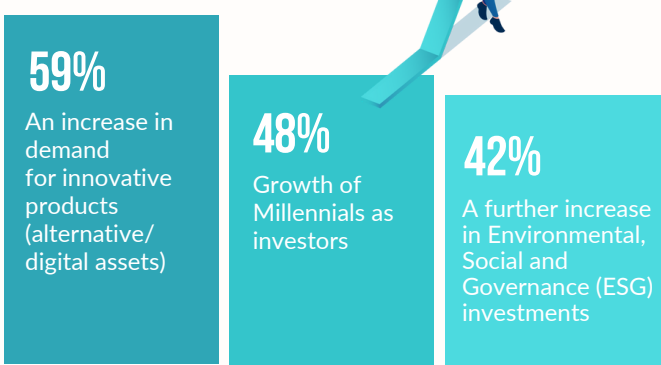 59%
An increase in
demand
for innovative
products
(alternative/
digital assets)
48%
Growth of
Millennials as
investors
42%
A further increase
in Environmental,
Social and
Governance (ESG)
investments